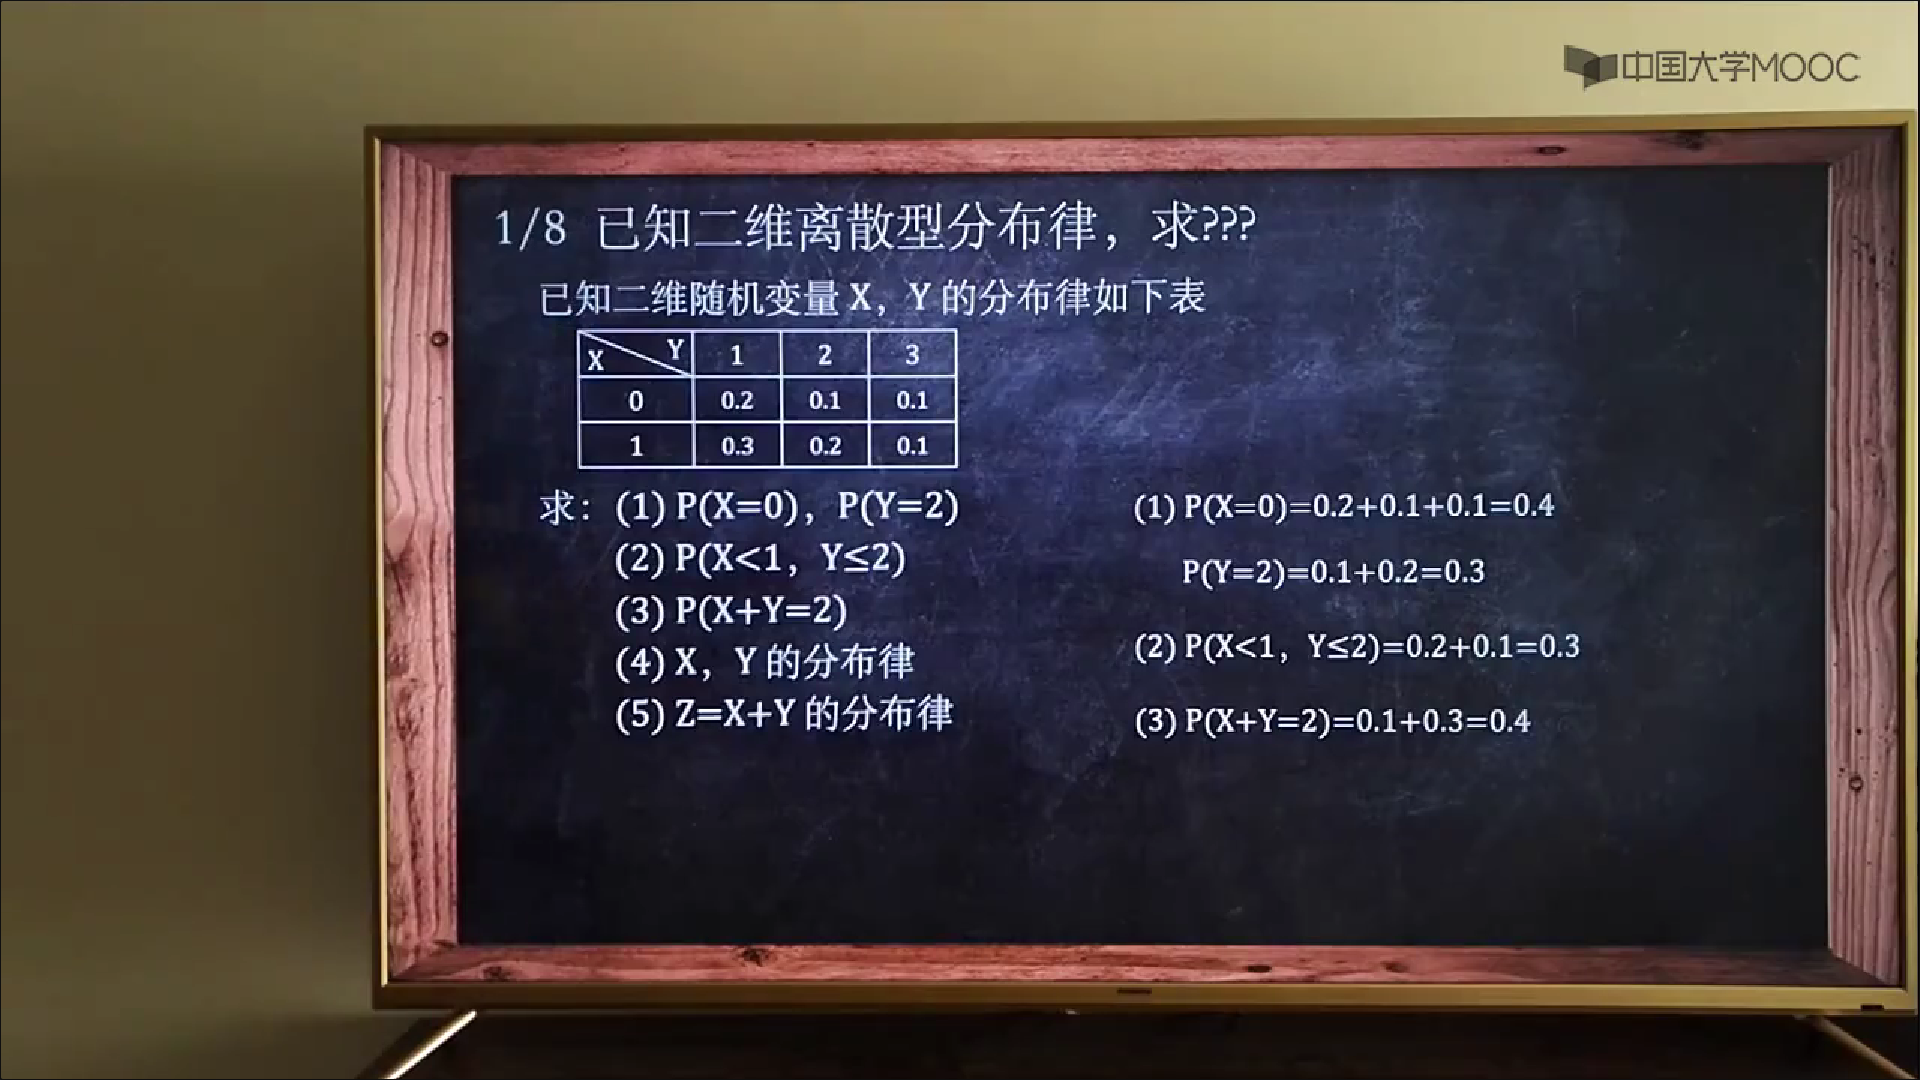 中国大学MOOC
1/8 已知二维离散型分布律，求???
已知二维随机变量 X，Y 的分布律如下表
X Y 1 2 3
0 0.2 0.1 0.1
1 0.3 0.2 0.1
求：(1) P(X=0)，P(Y=2)
(2) P(X<1，Y≤2)
(3) P(X+Y=2)
(4) X，Y 的分布律
(5) Z=X+Y 的分布律
(1) P(X=0)=0.2+0.1+0.1=0.4
P(Y=2)=0.1+0.2=0.3
(2) P(X<1，Y≤2)=0.2+0.1=0.3
(3) P(X+Y=2)=0.1+0.3=0.4